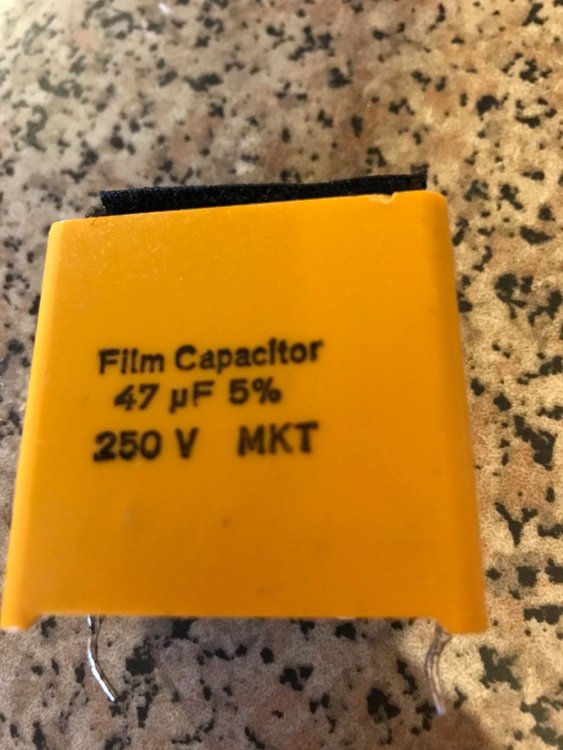 Film Capacitor
47 µF 5%
250 V MKT